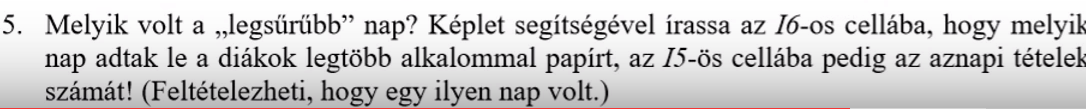 5. Melyik volt a „legsűrűbb” nap? Képlet segítségével írassa az I6-os cellába, hogy melyik
nap adtak le a diákok legtöbb alkalommal papírt, az I5-ös cellába pedig az aznapi tételek
számát! (Feltételezheti, hogy egy ilyen nap volt.)